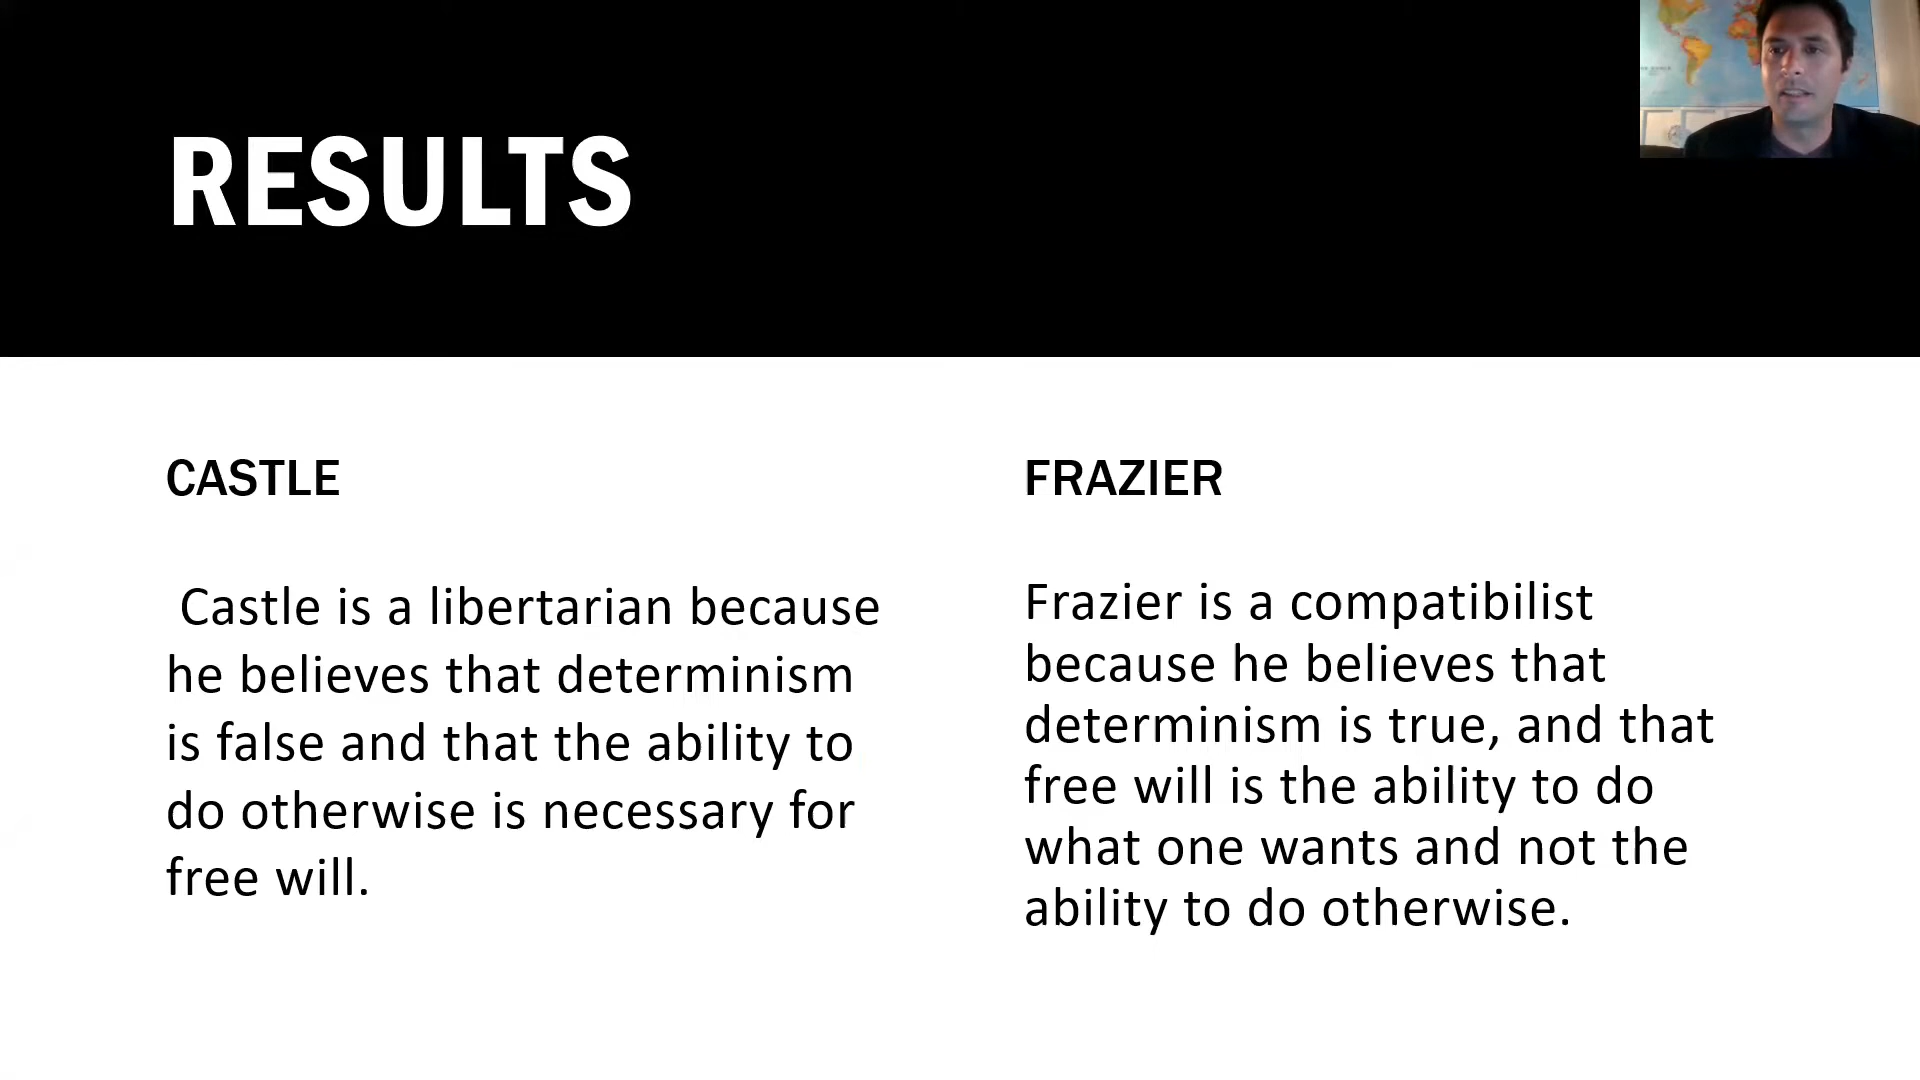 RESULTS
CASTLE
Castle is a libertarian because
he believes that determinism
is false and that the ability to
do otherwise is necessary for
free will.
FRAZIER
Frazier is a compatibilist
because he believes that
determinism is true, and that
free will is the ability to do
what one wants and not the
ability to do otherwise.